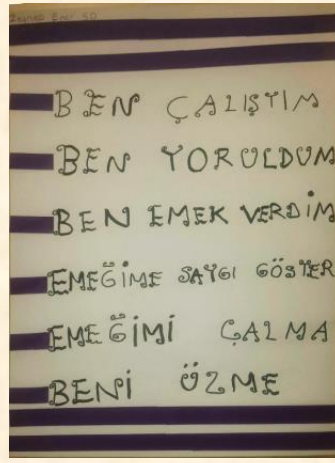 BEN ÇALIŞTIM
BEN YORULDUM
BEN EMEK VERDİM
EMEĞİME SAYGI GÖSTER
EMEĞİMİ ÇALMA
BENİ ÜZME